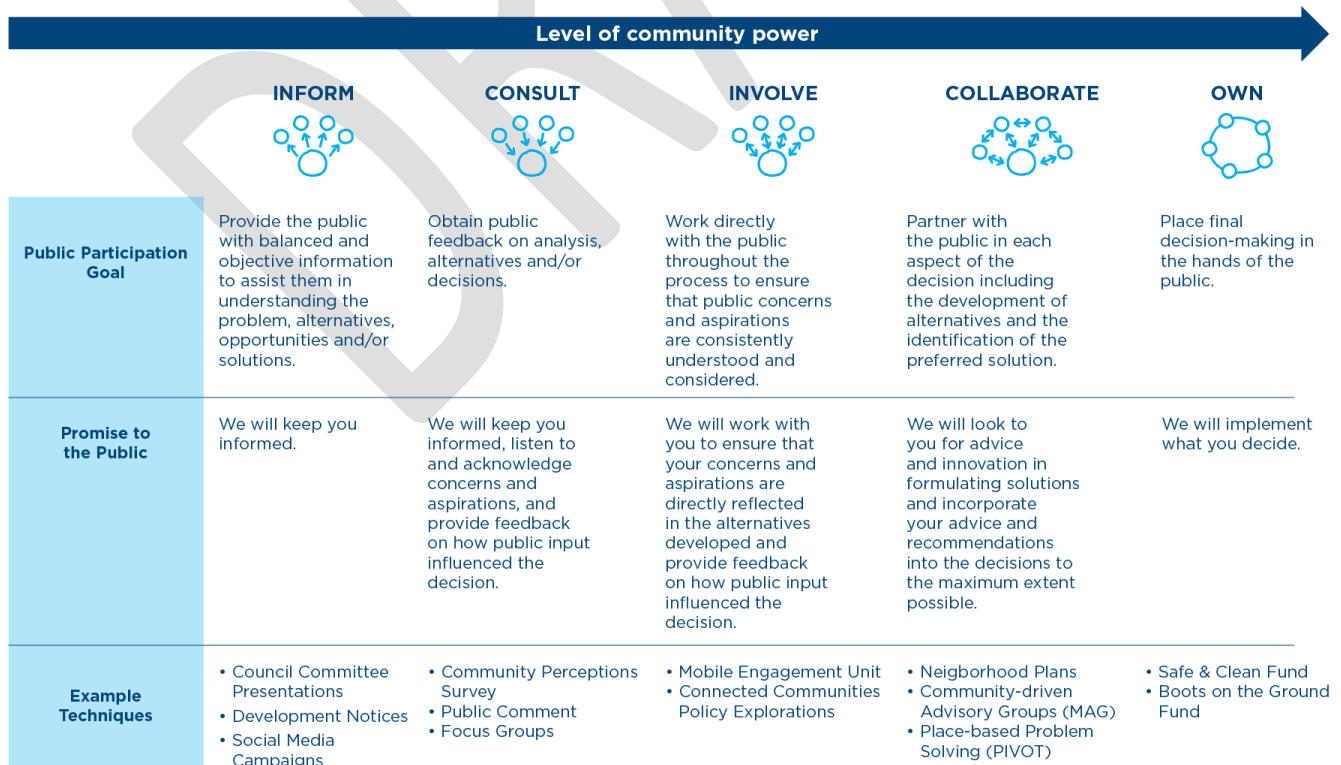 Level of community power
INFORM
CONSULT
INVOLVE
COLLABORATE
OWN
Public Participation
Goal
Provide the public
with balanced and
objective information
to assist them in
understanding the
problem, alternatives,
opportunities and/or
solutions.
Obtain public
feedback on analysis,
alternatives and/or
decisions.
Work directly
with the public
throughout the
process to ensure
that public concerns
and aspirations
are consistently
understood and
considered.
Partner with
the public in each
aspect of the
decision including
the development of
alternatives and the
identification of the
preferred solution.
Place final
decision-making in
the hands of the
public.
Promise to
the Public
We will keep you
informed.
We will keep you
informed, listen to
and acknowledge
concerns and
aspirations, and
provide feedback
on how public input
influenced the
decision.
We will work with
you to ensure that
your concerns and
aspirations are
directly reflected
in the alternatives
developed and
provide feedback
on how public input
influenced the
decision.
We will look to
you for advice
and innovation in
formulating solutions
and incorporate
your advice and
recommendations
into the decisions to
the maximum extent
possible.
We will implement
what you decide.
Example
Techniques
• Council Committee
Presentations
• Development Notices
• Social Media
Campaigns
• Community Perceptions
Survey
• Public Comment
• Focus Groups
• Mobile Engagement Unit
• Connected Communities
Policy Explorations
• Neigborhood Plans
• Community-driven
Advisory Groups (MAG)
• Place-based Problem
Solving (PIVOT)
• Safe & Clean Fund
• Boots on the Ground
Fund